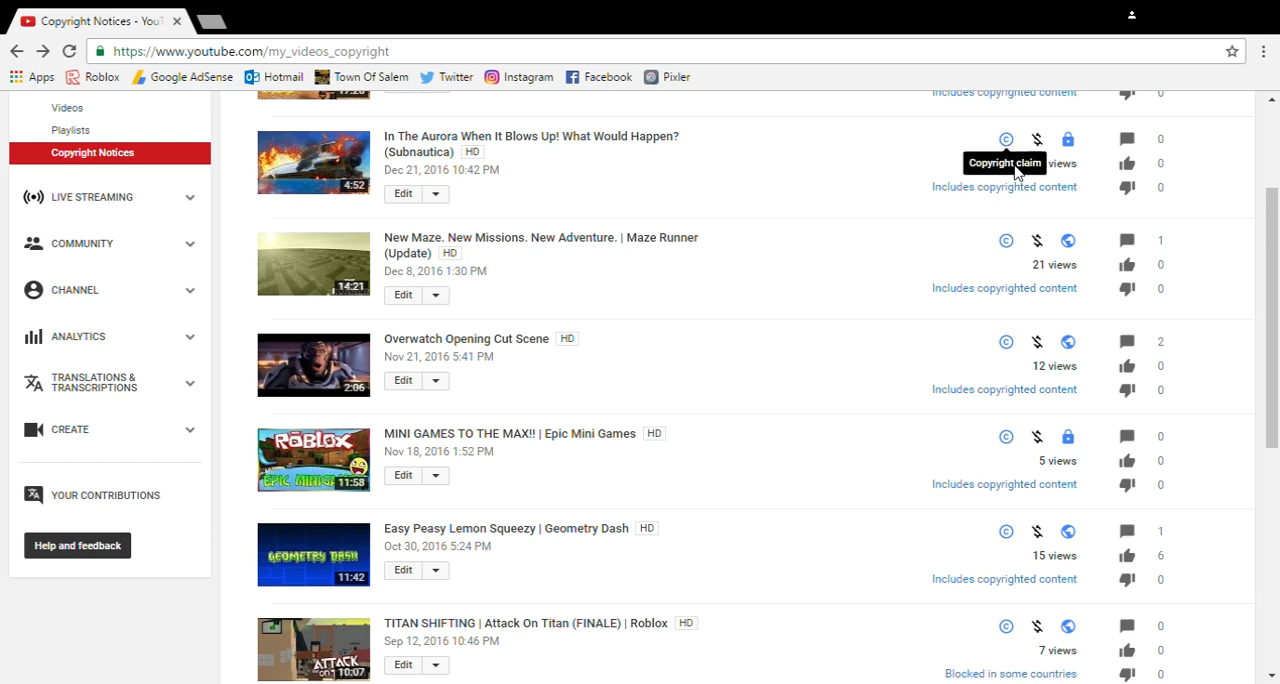 Copyright Notices - You
https://www.youtube.com/my_videos_copyright
Apps Roblox Google AdSense Hotmail Town Of Salem Twitter Instagram Facebook Pixler
Videos
Playlists
Copyright Notices
LIVE STREAMING
COMMUNITY
CHANNEL
ANALYTICS
TRANSLATIONS &
TRANSCRIPTIONS
CREATE
YOUR CONTRIBUTIONS
Help and feedback
Includes copyrighted content 0
In The Aurora When It Blows Up! What Would Happen?
(Subnautica) HD
Dec 21, 2016 10:42 PM
4:52
Edit
0
Copyright claim views 0
Includes copyrighted content 0
New Maze. New Missions. New Adventure. | Maze Runner
(Update) HD
Dec 8, 2016 1:30 PM
14:21
Edit
1
21 views 0
Includes copyrighted content 0
Overwatch Opening Cut Scene HD
Nov 21, 2016 5:41 PM
2:06
Edit
2
12 views 0
Includes copyrighted content 0
MINI GAMES TO THE MAX!! | Epic Mini Games HD
Nov 18, 2016 1:52 PM
ROBLOX
EPIC MINIGAM
11:58
Edit
0
5 views 0
Includes copyrighted content 0
Easy Peasy Lemon Squeezy | Geometry Dash HD
Oct 30, 2016 5:24 PM
GEOMETRY DASH
11:42
Edit
1
15 views 6
Includes copyrighted content 0
TITAN SHIFTING | Attack On Titan (FINALE) | Roblox HD
Sep 12, 2016 10:46 PM
ATTACK
10:07
Edit
0
7 views 0
Blocked in some countries 0